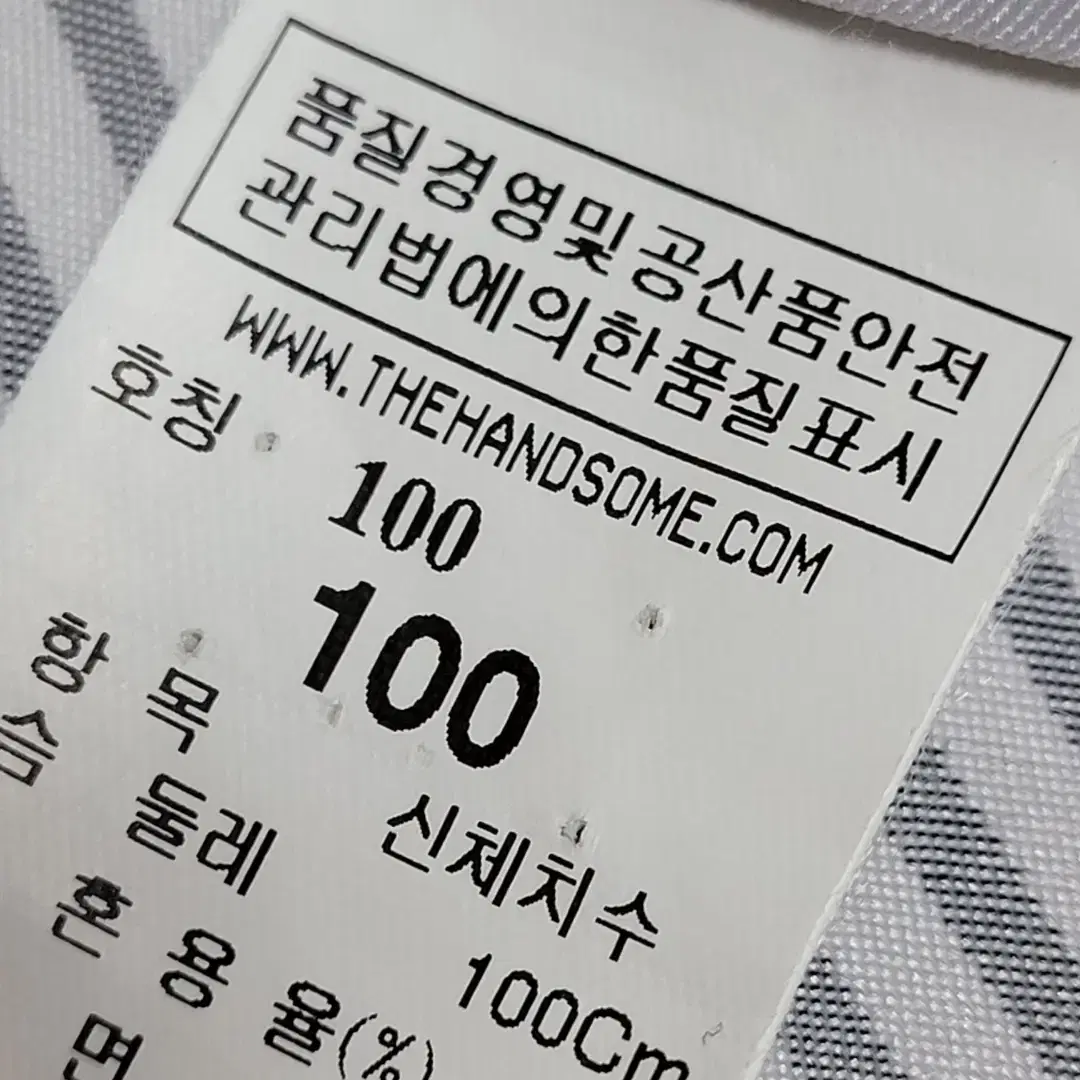 품질경영및공산품안전
관리법에의한품질표시
WWW.THEHANDSOME.COM
호칭 100
100
항 목 신체치수
슴 둘레 100Cm
혼 용 율(%)
면